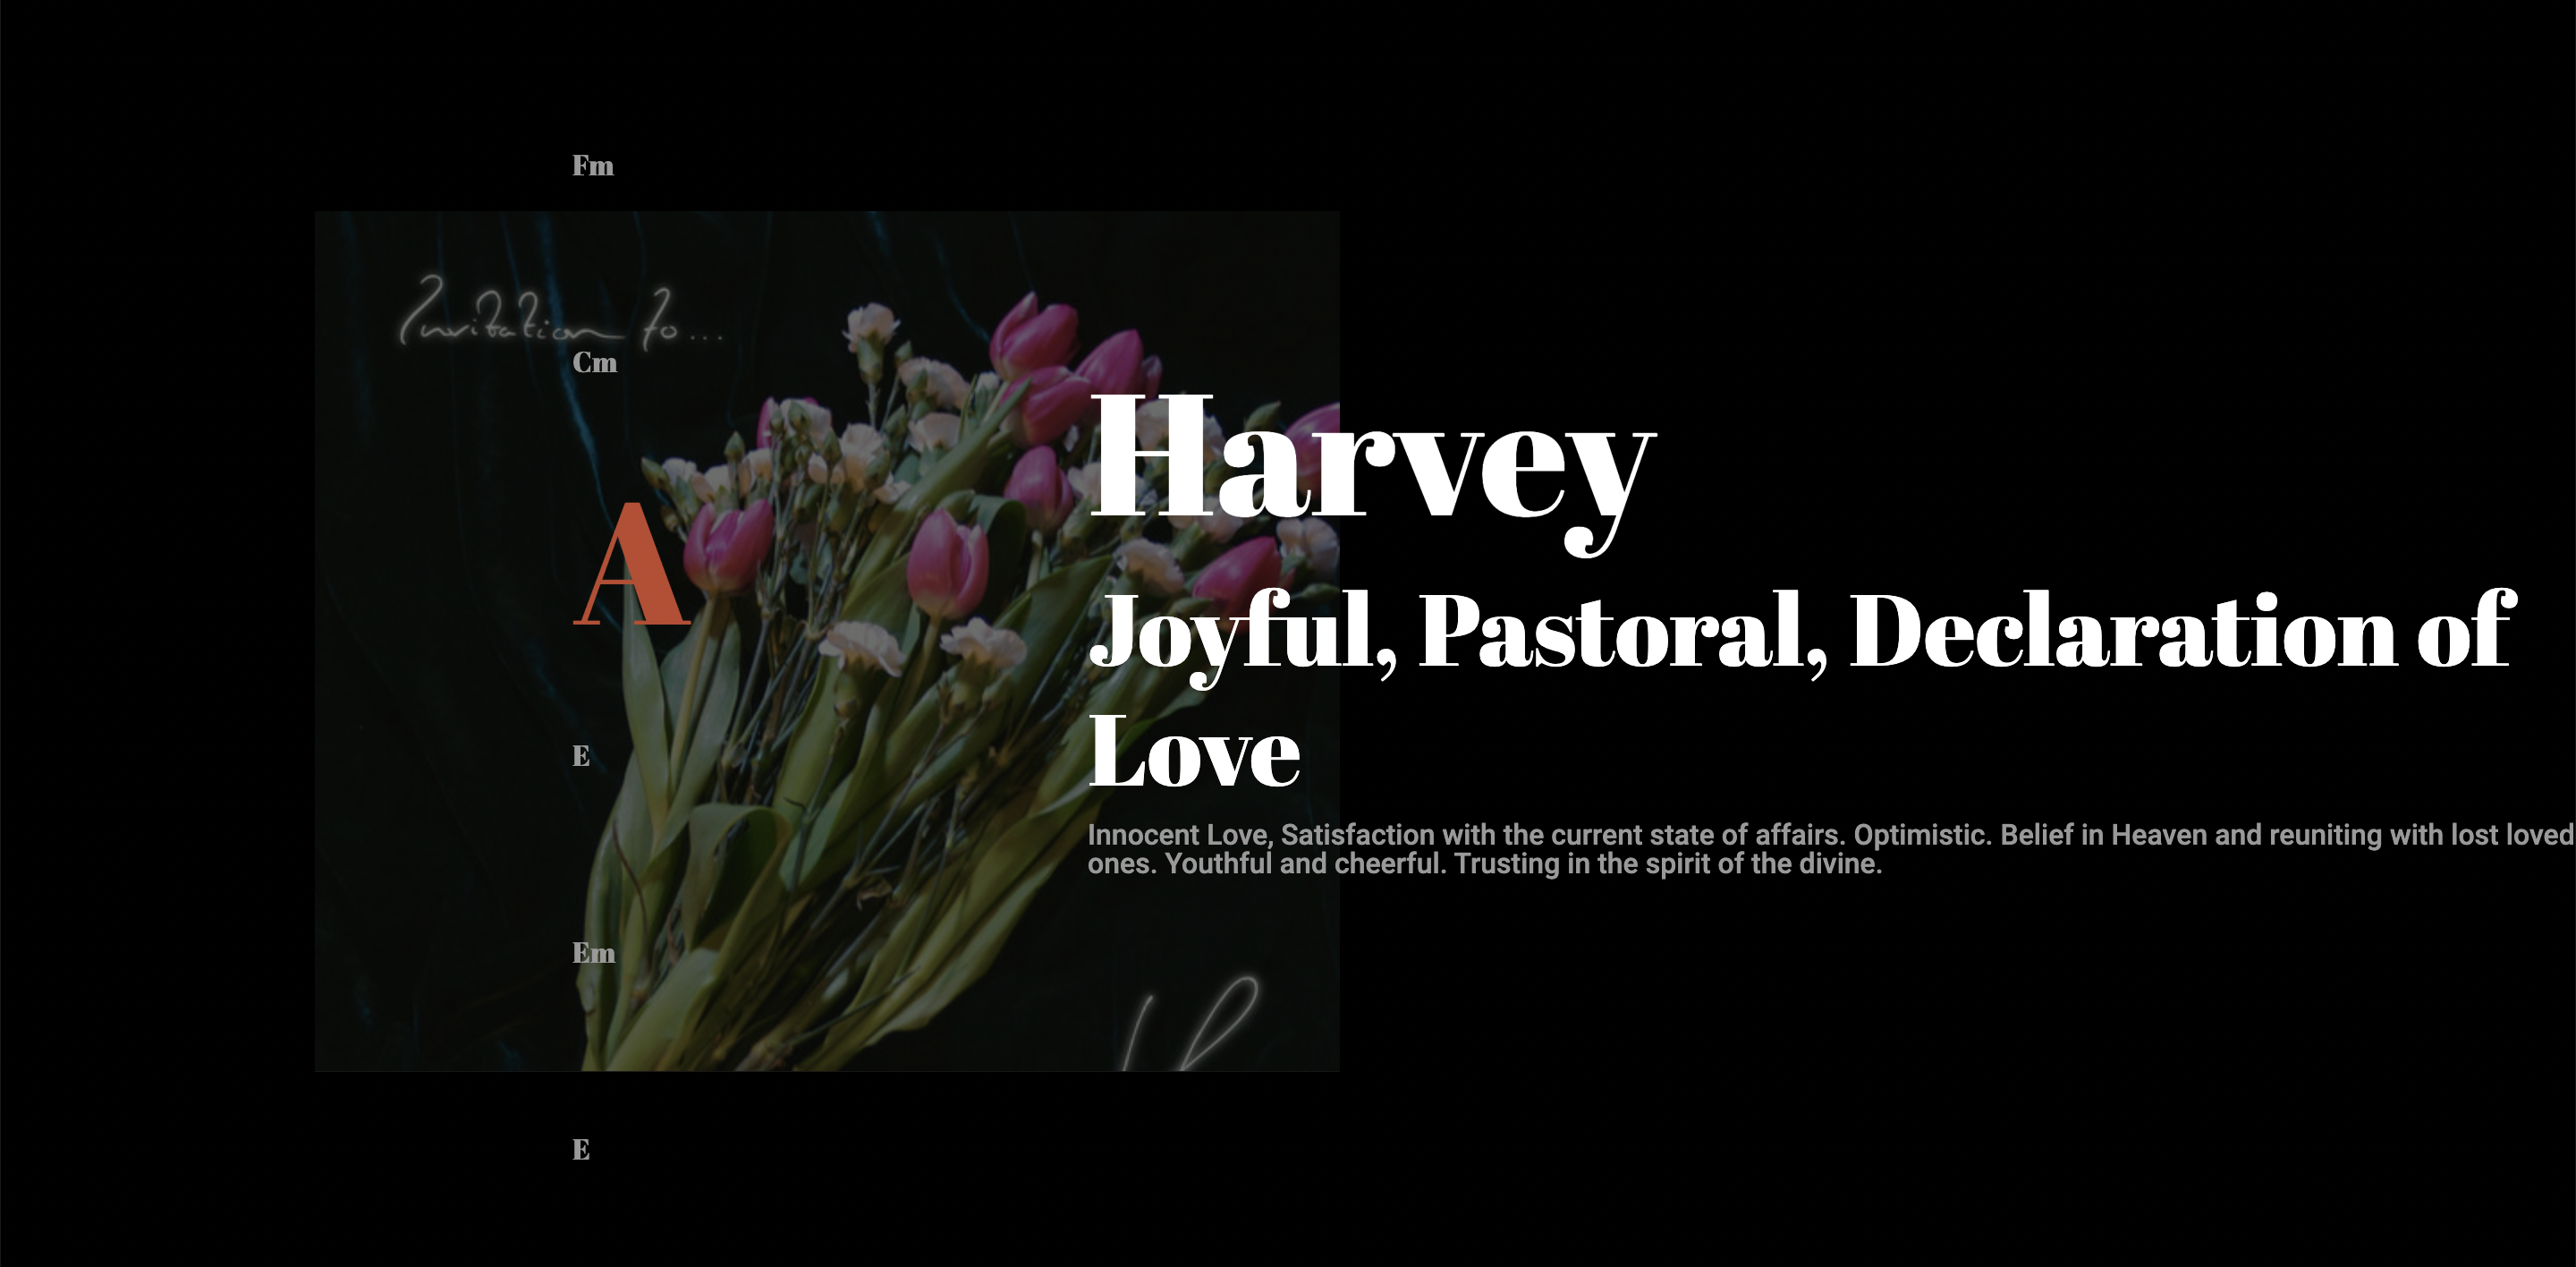 Fm
Invitation to...
Cm
Harvey
A
Joyful, Pastoral, Declaration of
Love
E
Innocent Love, Satisfaction with the current state of affairs. Optimistic. Belief in Heaven and reuniting with lost loved
ones. Youthful and cheerful. Trusting in the spirit of the divine.
Em
E